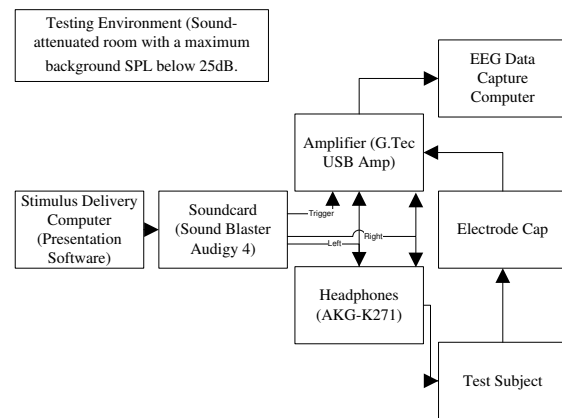 Testing Environment (Sound-
attenuated room with a maximum
background SPL below 25dB.
EEG Data
Capture
Computer
Amplifier (G.Tec
USB Amp)
Stimulus Delivery
Computer
(Presentation
Software)
Soundcard
(Sound Blaster
Audigy 4)
Trigger
Right
Left
Electrode Cap
Headphones
(AKG-K271)
Test Subject